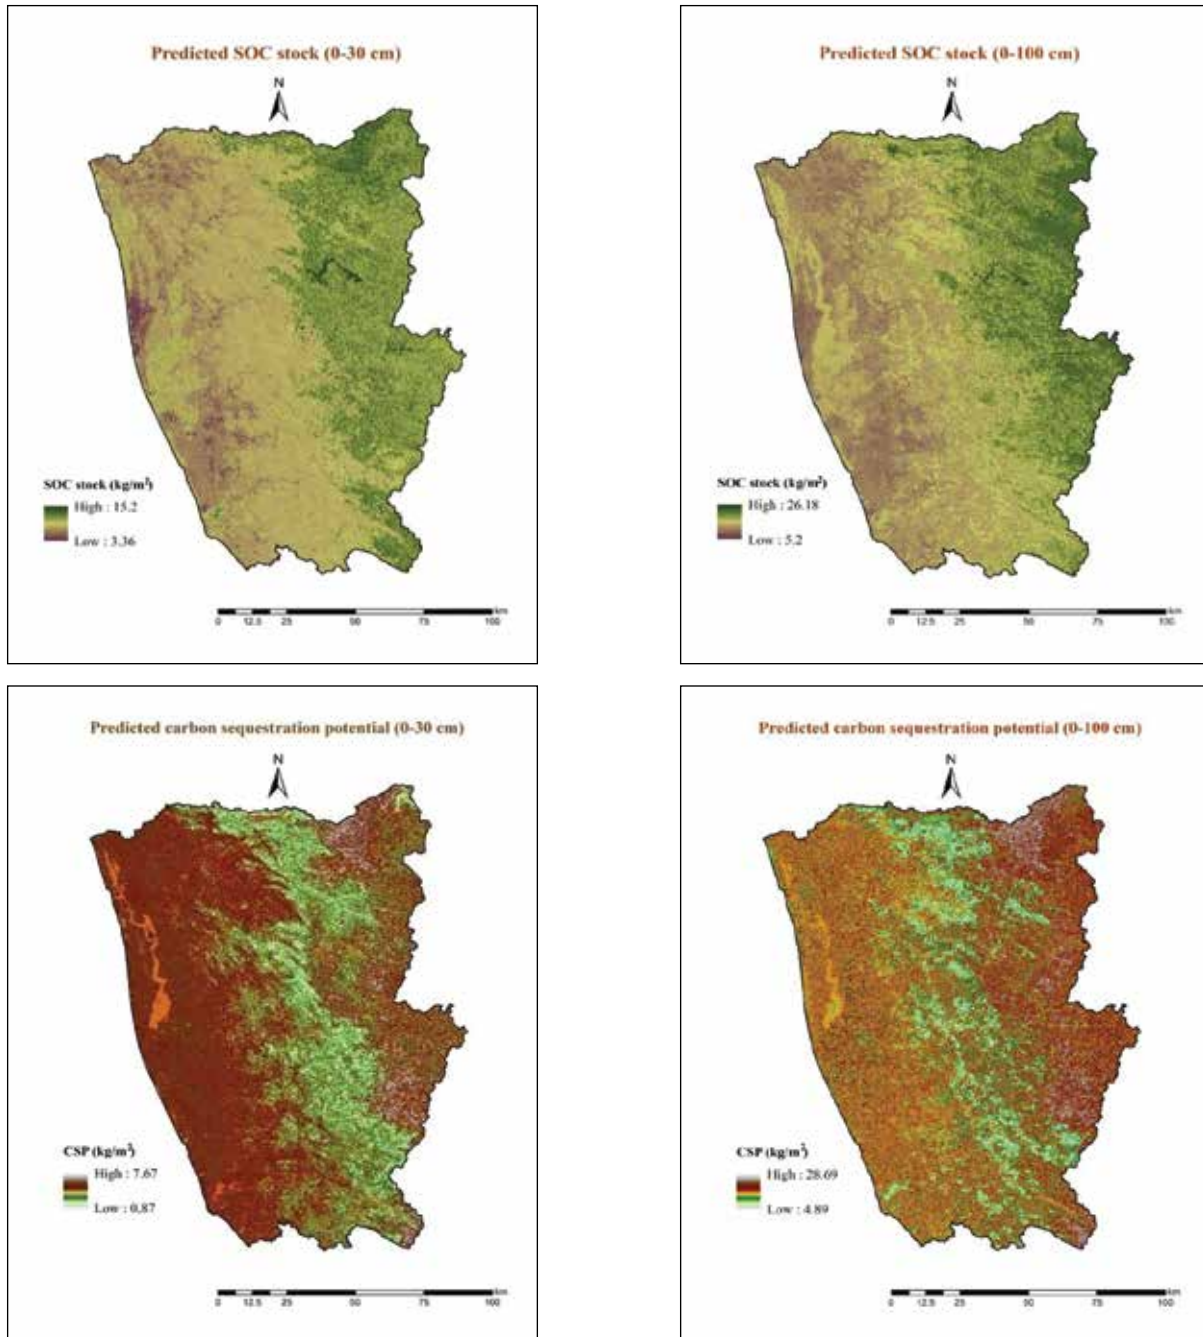 Predicted SOC stock (0-30 cm)
N
SOC stock (kg/m²)
High : 15.2
Low : 3.36
km
0 12.5 25 50 75 100
Predicted SOC stock (0-100 cm)
N
SOC stock (kg/m²)
High : 26.18
Low : 5.2
km
0 12.5 25 50 75 100
Predicted carbon sequestration potential (0-30 cm)
N
CSP (kg/m²)
High : 7.67
Low : 0.87
km
0 12.5 25 50 75 100
Predicted carbon sequestration potential (0-100 cm)
N
CSP (kg/m²)
High : 28.69
Low : 4.89
km
0 12.5 25 50 75 100